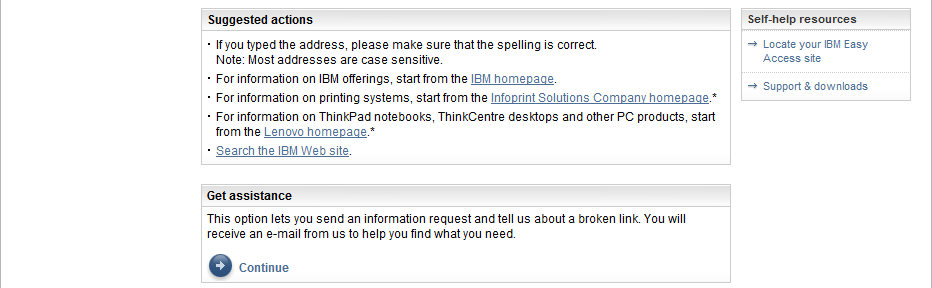 Suggested actions
· If you typed the address, please make sure that the spelling is correct.
Note: Most addresses are case sensitive.
· For information on IBM offerings, start from the IBM homepage.
· For information on printing systems, start from the Infoprint Solutions Company homepage.*
· For information on ThinkPad notebooks, ThinkCentre desktops and other PC products, start
from the Lenovo homepage.*
· Search the IBM Web site.
Get assistance
This option lets you send an information request and tell us about a broken link. You will
receive an e-mail from us to help you find what you need.
Continue
Self-help resources
→ Locate your IBM Easy
Access site
→ Support & downloads